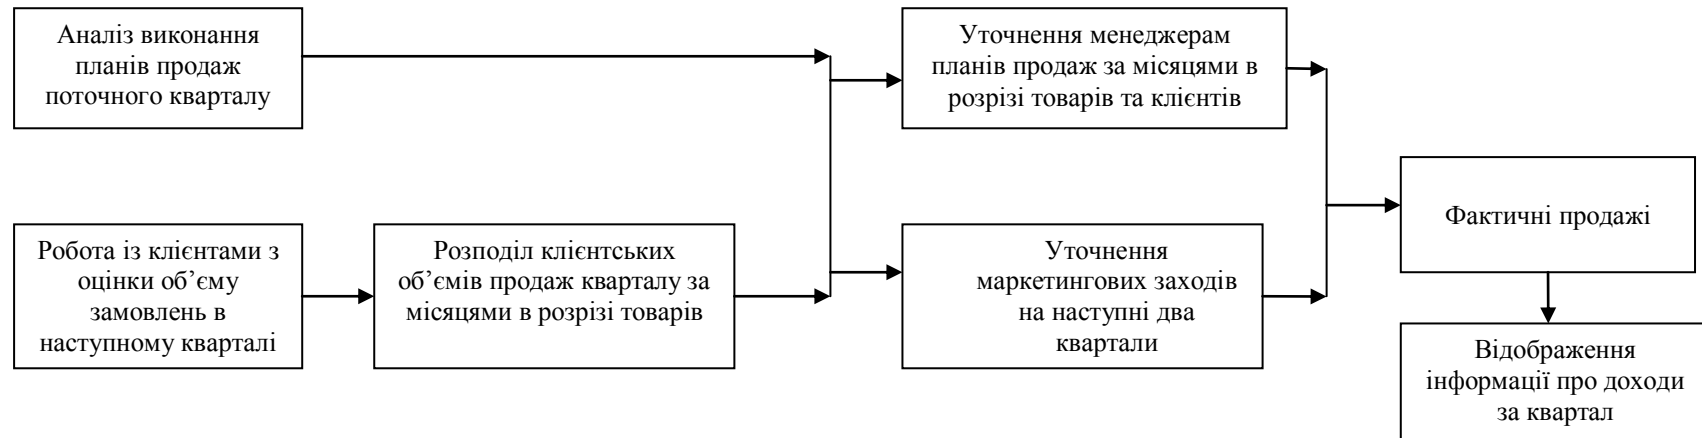 Аналіз виконання
планів продаж
поточного кварталу
Уточнення менеджерам
планів продаж за місяцями в
розрізі товарів та клієнтів
Робота із клієнтами з
оцінки об’єму
замовлень в
наступному кварталі
Розподіл клієнтських
об’ємів продаж кварталу за
місяцями в розрізі товарів
Уточнення
маркетингових заходів
на наступні два
квартали
Фактичні продажі
Відображення
інформації про доходи
за квартал